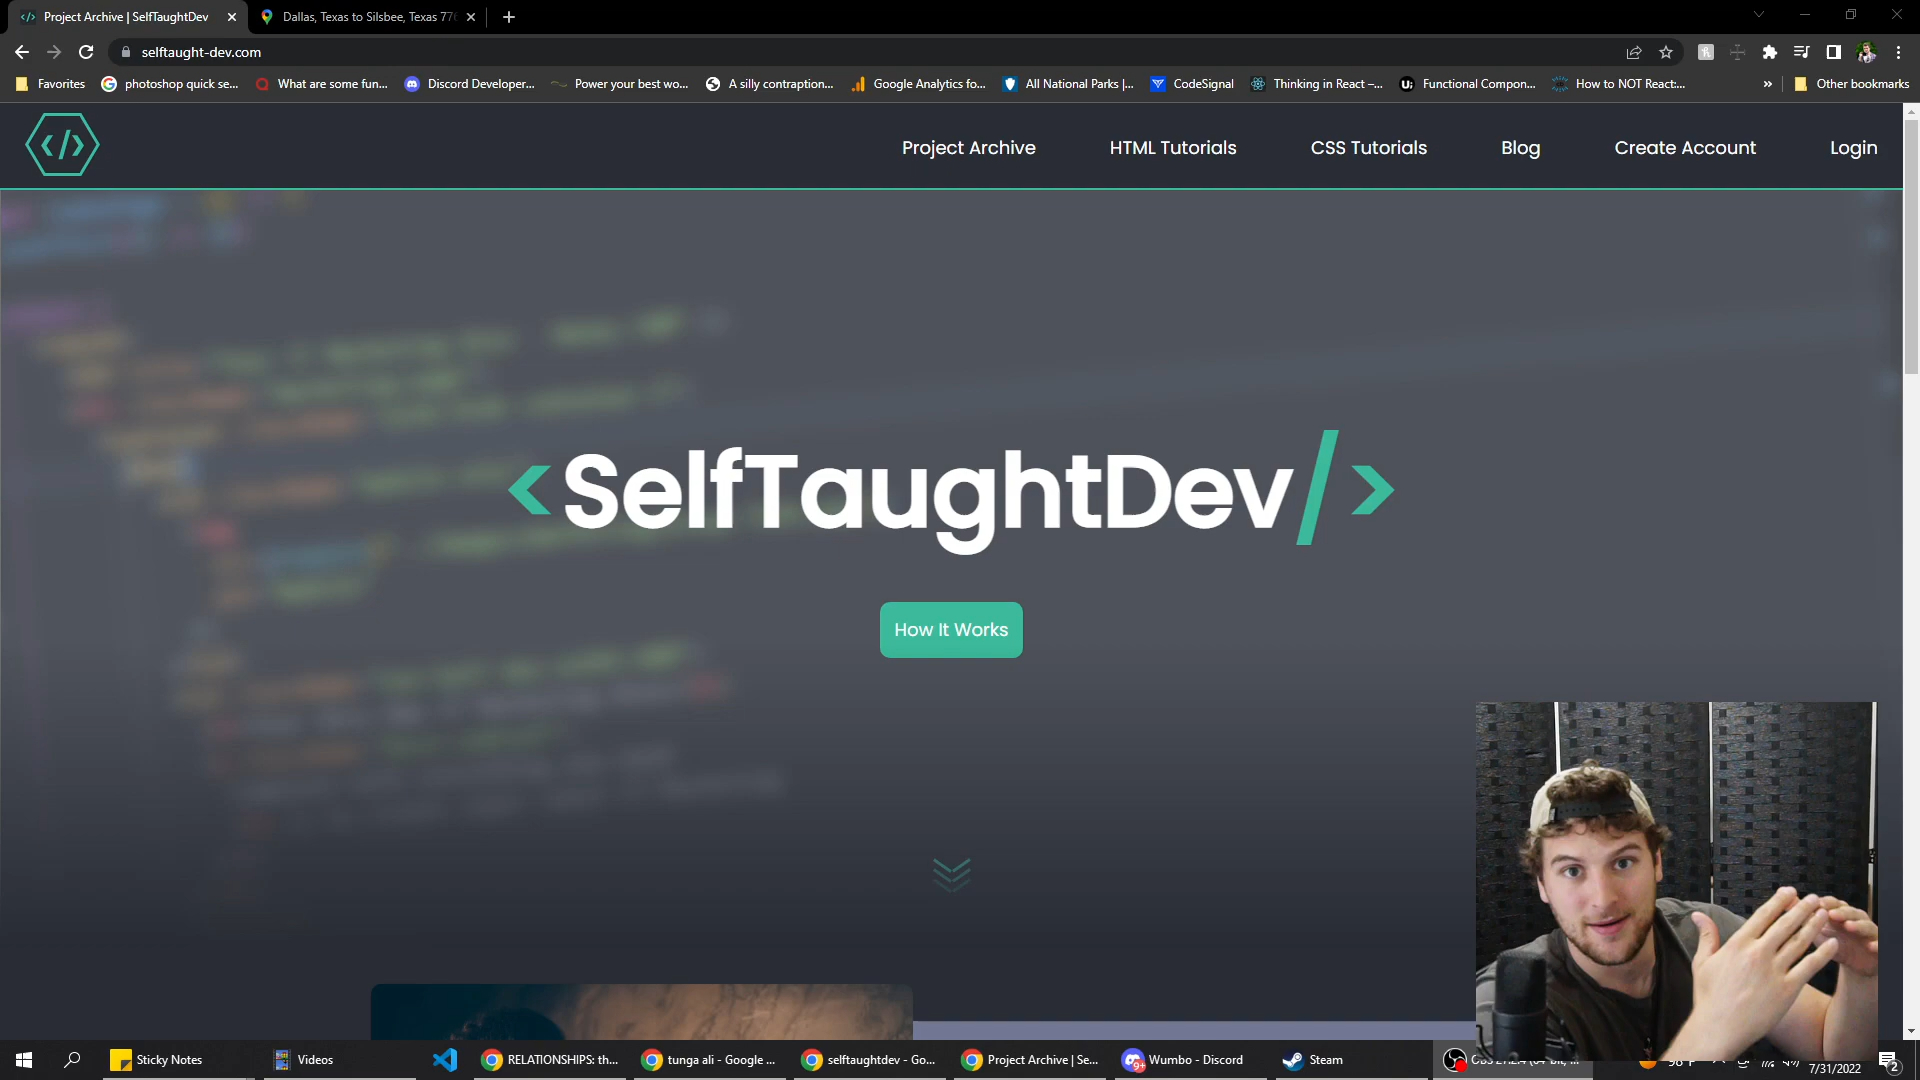 Project Archive | SelfTaughtDev
Dallas, Texas to Silsbee, Texas 776
selftaught-dev.com
Favorites
photoshop quick se...
What are some fun...
Discord Developer...
Power your best wo...
A silly contraption...
Google Analytics fo...
All National Parks |...
CodeSignal
Thinking in React –...
Functional Compon...
How to NOT React:...
»
Other bookmarks
</>
Project Archive
HTML Tutorials
CSS Tutorials
Blog
Create Account
Login
<SelfTaughtDev/>
How It Works
Sticky Notes
Videos
RELATIONSHIPS: th...
tunga ali - Google ...
selftaughtdev - Go...
Project Archive | Se...
9+
Wumbo - Discord
Steam
7/31/2022
2